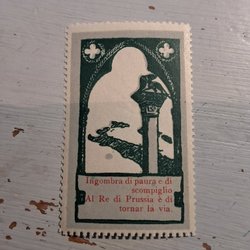 Ingombra di paura e di
scompiglio
Al Re di Prussia è di
tornar la via.